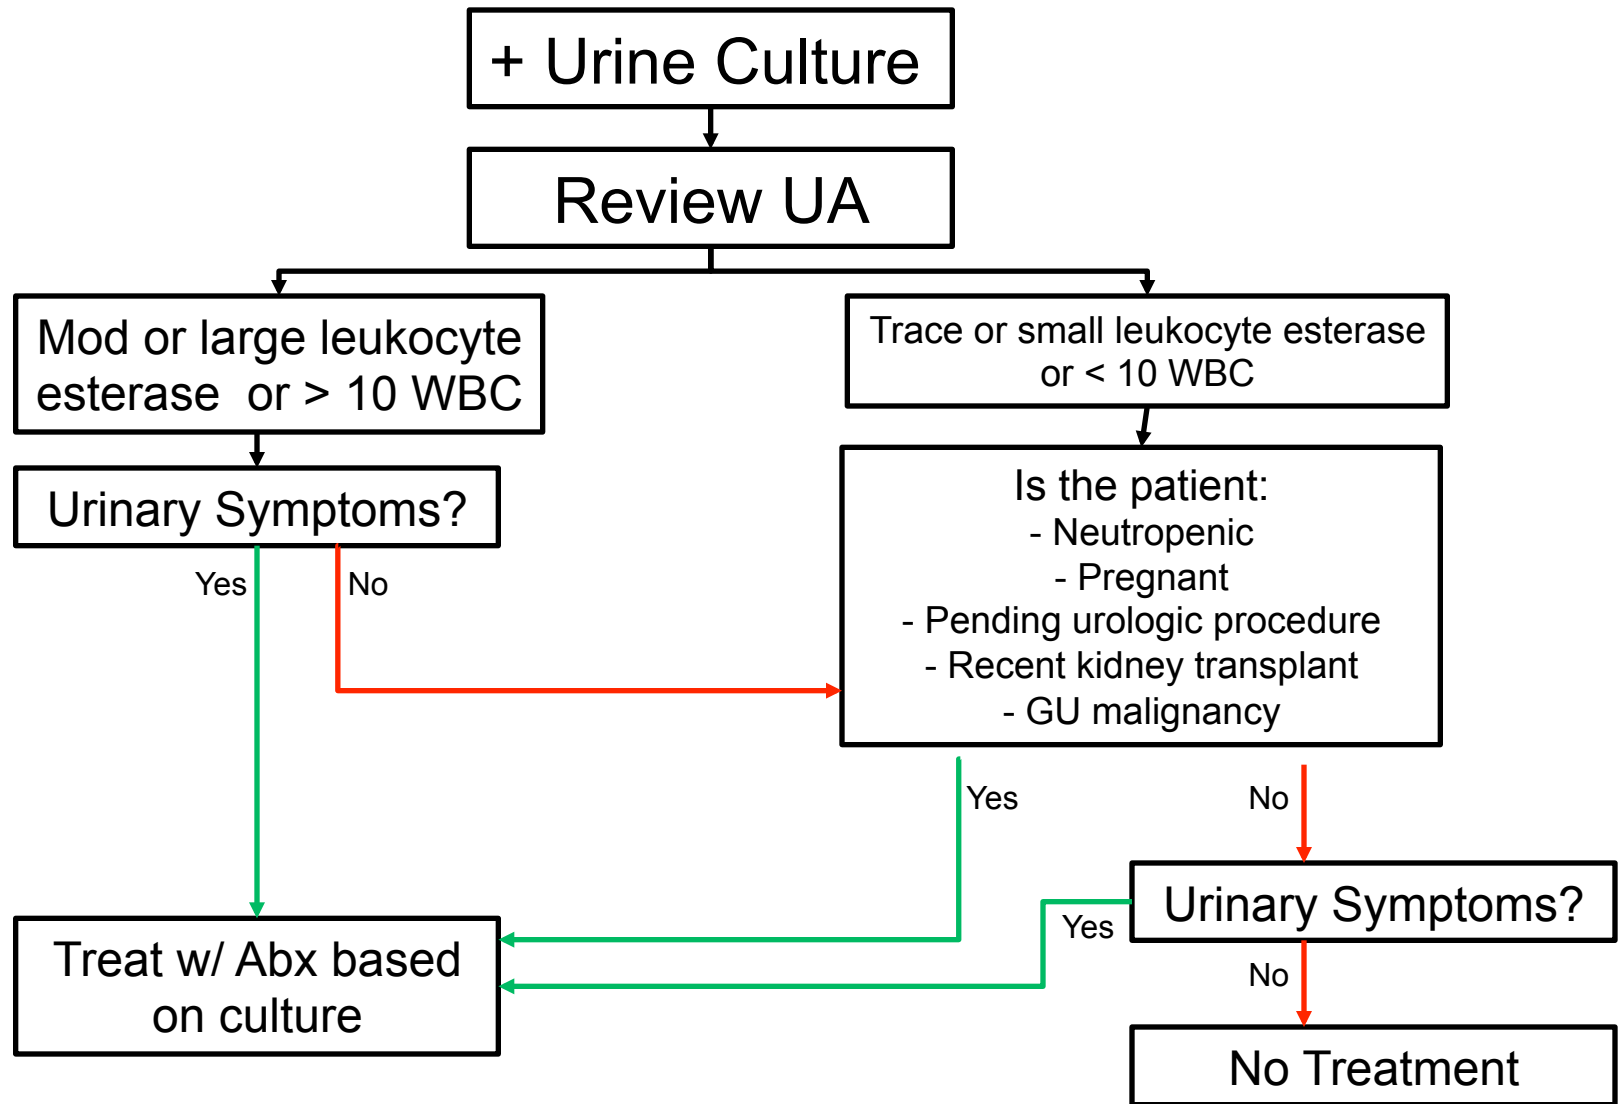 + Urine Culture
Review UA
Mod or large leukocyte
esterase or > 10 WBC
Trace or small leukocyte esterase
or < 10 WBC
Urinary Symptoms?
Is the patient:
- Neutropenic
- Pregnant
- Pending urologic procedure
- Recent kidney transplant
- GU malignancy
Yes
No
Yes
No
Urinary Symptoms?
Yes
No
Treat w/ Abx based
on culture
No Treatment